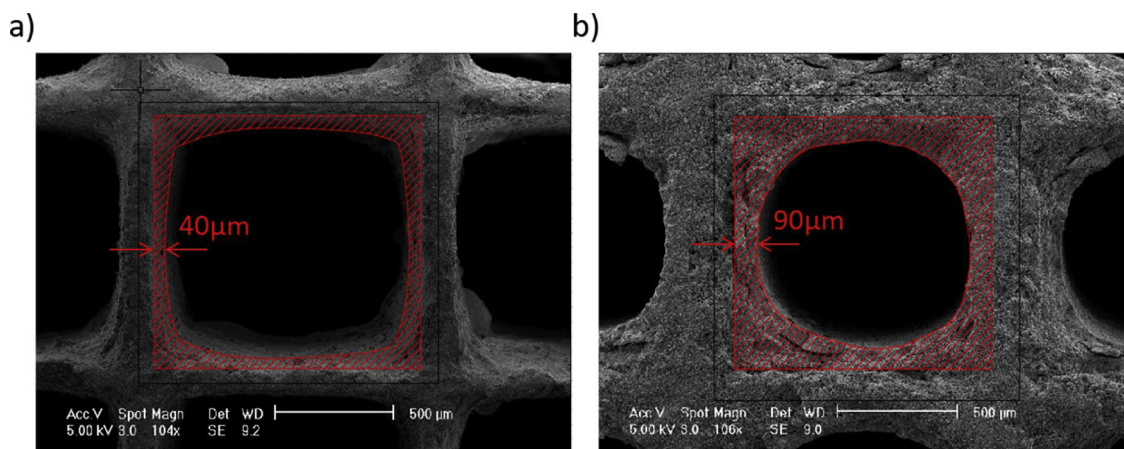 a)
b)
40µm
90µm
Acc.V Spot Magn Det WD
5.00 kV 3.0 104x SE 9.2
500 µm
Acc.V Spot Magn Det WD
5.00 kV 3.0 106x SE 9.0
500 µm